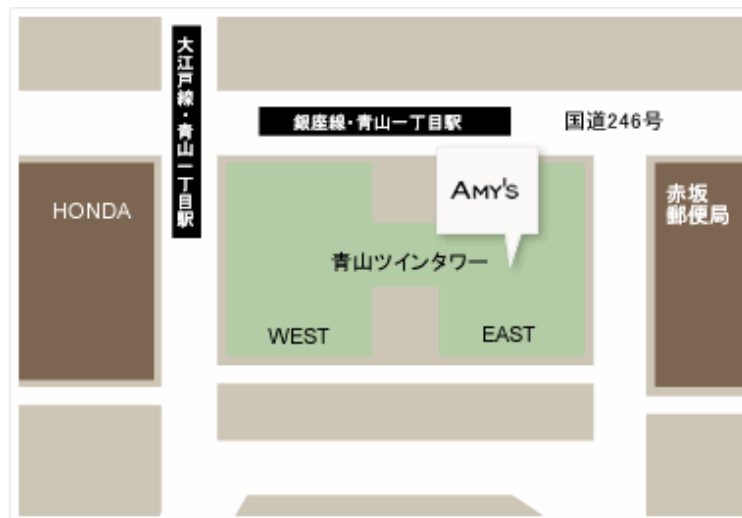 大江戸線・青山一丁目駅
銀座線・青山一丁目駅
国道246号
HONDA
AMY'S
赤坂
郵便局
青山ツインタワー
WEST
EAST